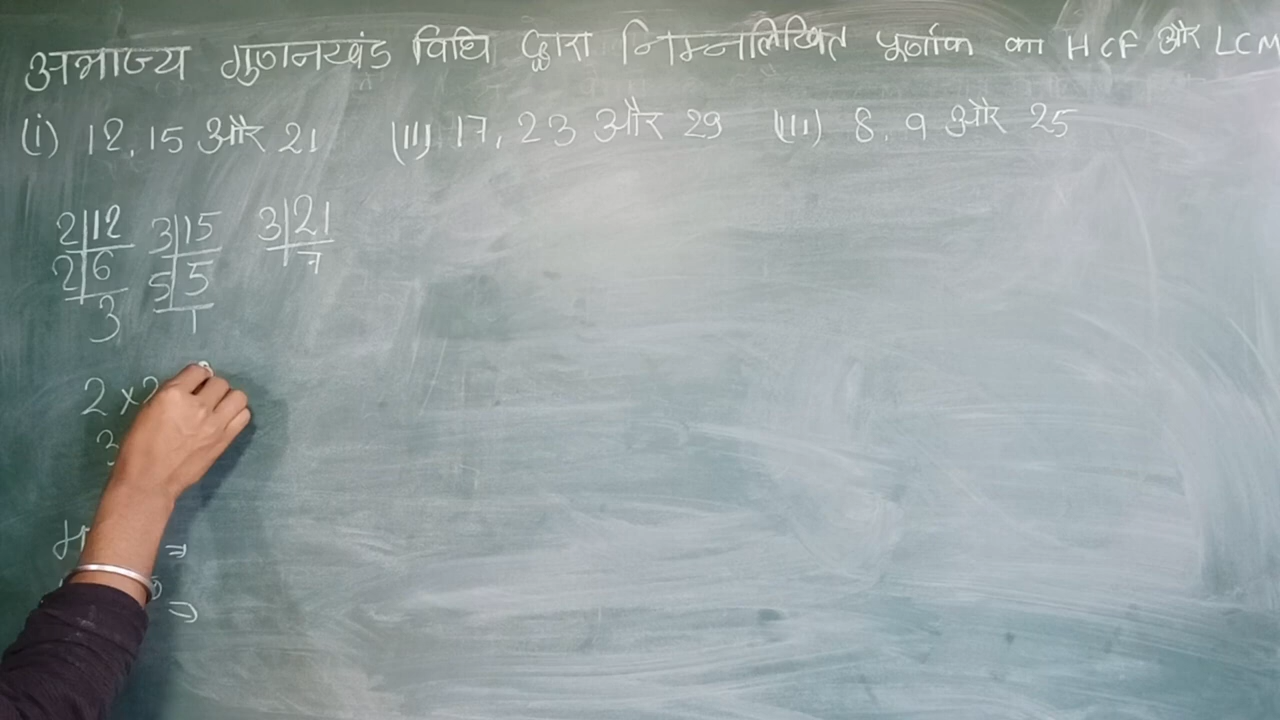 अभाज्य गुणनखंड विधि द्वारा निम्नलिखित पूर्णांक का HCF और LCM
(i) 12, 15 और 21 (II) 17, 23 और 29 (III) 8, 9 और 25
2|12 3|15 3|21
2|6 5|5 7
3 1
2 × 2
3
⇒
⇒